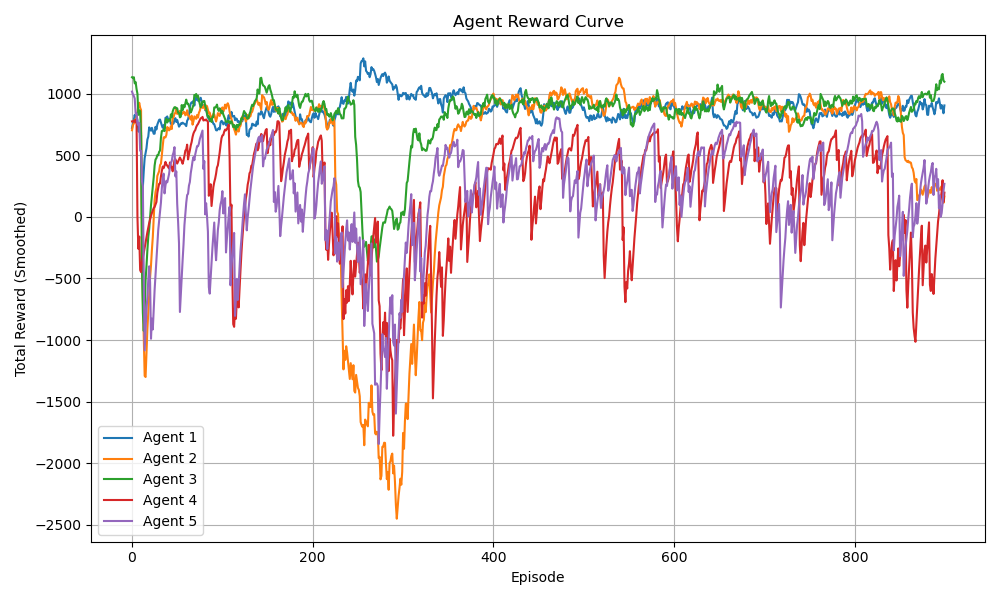 Agent Reward Curve
Total Reward (Smoothed)
1000
500
0
−500
−1000
−1500
−2000
−2500
Agent 1
Agent 2
Agent 3
Agent 4
Agent 5
0 200 400 600 800
Episode